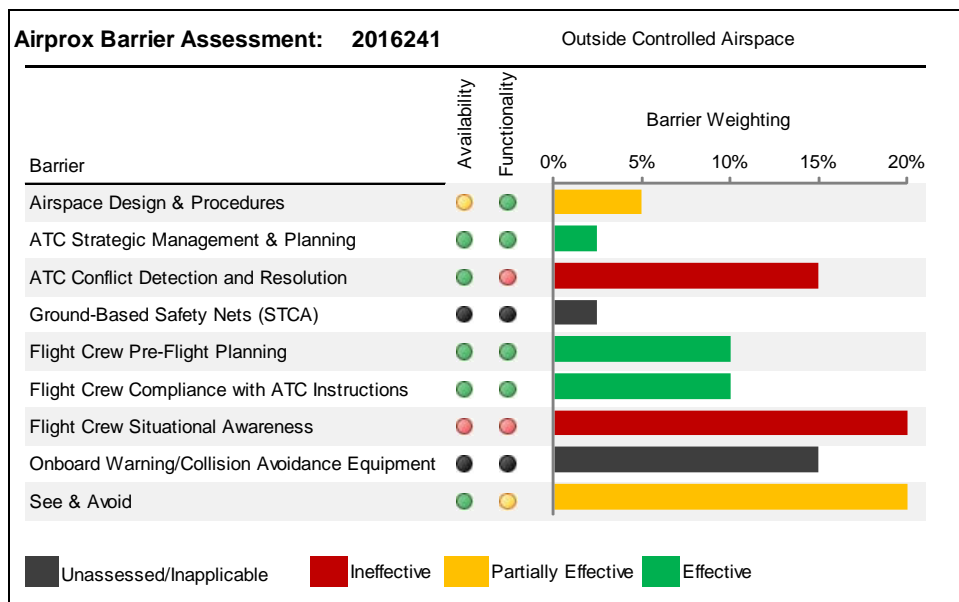 Airprox Barrier Assessment: 2016241 Outside Controlled Airspace
Availability
Functionality
Barrier Weighting
Barrier
0% 5% 10% 15% 20%
Airspace Design & Procedures
ATC Strategic Management & Planning
ATC Conflict Detection and Resolution
Ground-Based Safety Nets (STCA)
Flight Crew Pre-Flight Planning
Flight Crew Compliance with ATC Instructions
Flight Crew Situational Awareness
Onboard Warning/Collision Avoidance Equipment
See & Avoid
Unassessed/Inapplicable Ineffective Partially Effective Effective